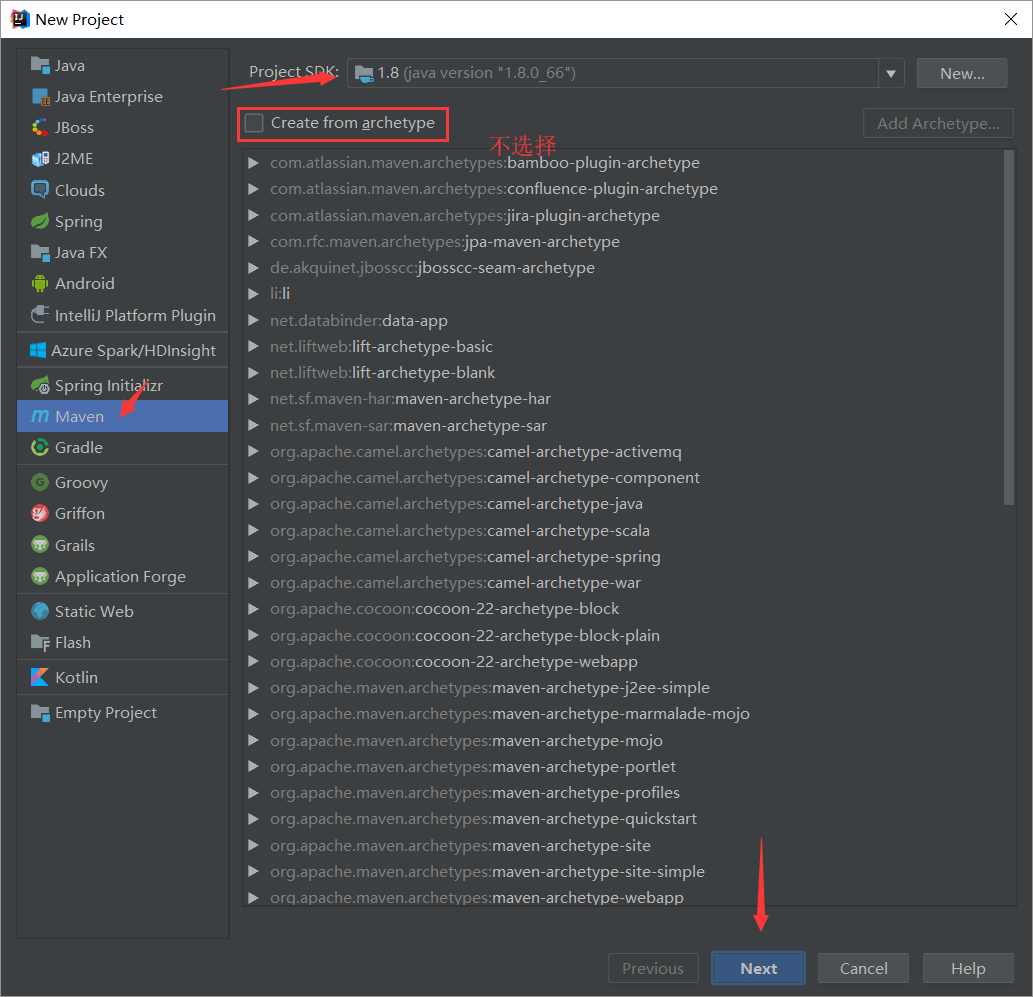 New Project
Java
Java Enterprise
JBoss
J2ME
Clouds
Spring
Java FX
Android
IntelliJ Platform Plugin
Azure Spark/HDInsight
Spring Initializr
Maven
Gradle
Groovy
Griffon
Grails
Application Forge
Static Web
Flash
Kotlin
Empty Project
Project SDK: 1.8 (java version "1.8.0_66") New...
Create from archetype Add Archetype...
不选择
com.atlassian.maven.archetypes:bamboo-plugin-archetype
com.atlassian.maven.archetypes:confluence-plugin-archetype
com.atlassian.maven.archetypes:jira-plugin-archetype
com.rfc.maven.archetypes:jpa-maven-archetype
de.akquinet.jbosscc:jbosscc-seam-archetype
li:li
net.databinder:data-app
net.liftweb:lift-archetype-basic
net.liftweb:lift-archetype-blank
net.sf.maven-har:maven-archetype-har
net.sf.maven-sar:maven-archetype-sar
org.apache.camel.archetypes:camel-archetype-activemq
org.apache.camel.archetypes:camel-archetype-component
org.apache.camel.archetypes:camel-archetype-java
org.apache.camel.archetypes:camel-archetype-scala
org.apache.camel.archetypes:camel-archetype-spring
org.apache.camel.archetypes:camel-archetype-war
org.apache.cocoon:cocoon-22-archetype-block
org.apache.cocoon:cocoon-22-archetype-block-plain
org.apache.cocoon:cocoon-22-archetype-webapp
org.apache.maven.archetypes:maven-archetype-j2ee-simple
org.apache.maven.archetypes:maven-archetype-marmalade-mojo
org.apache.maven.archetypes:maven-archetype-mojo
org.apache.maven.archetypes:maven-archetype-portlet
org.apache.maven.archetypes:maven-archetype-profiles
org.apache.maven.archetypes:maven-archetype-quickstart
org.apache.maven.archetypes:maven-archetype-site
org.apache.maven.archetypes:maven-archetype-site-simple
org.apache.maven.archetypes:maven-archetype-webapp
Previous Next Cancel Help